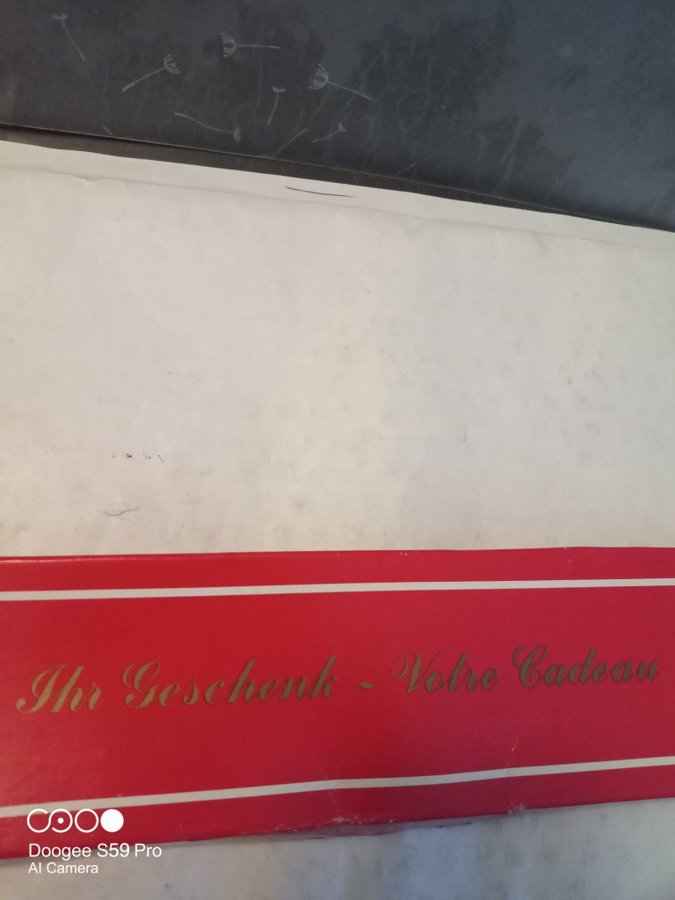 Ihr Geschenk - Votre Cadeau
Doogee S59 Pro
AI Camera